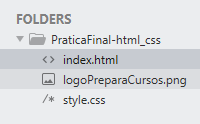 FOLDERS
PraticaFinal-html_css
<> index.html
logoPreparaCursos.png
/* style.css